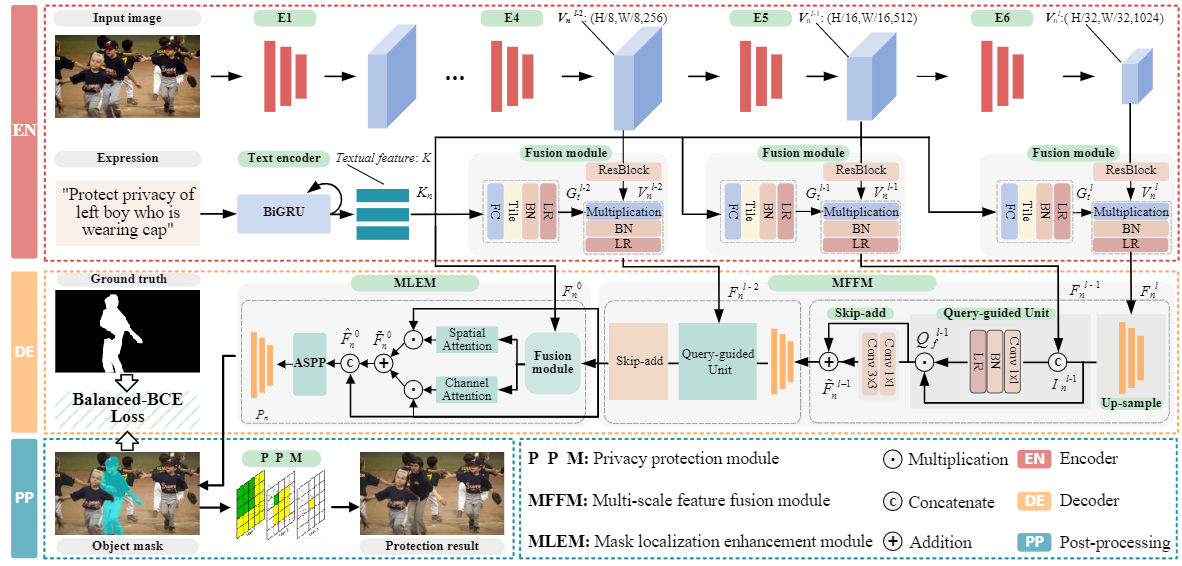 Input image
E1
E4
V_n^{l-2}: (H/8,W/8,256)
E5
V_n^{l-1}: (H/16,W/16,512)
E6
V_n^{l}: ( H/32,W/32,1024)
...
EN
Expression
"Protect privacy of
left boy who is
wearing cap"
Text encoder
BiGRU
Textual feature: K
K_n
Fusion module
ResBlock
FC
Tile
BN
LR
G_t^{l-2}
V_n^{l-2}
Multiplication
BN
LR
Fusion module
ResBlock
FC
Tile
BN
LR
G_t^{l-1}
V_n^{l-1}
Multiplication
BN
LR
Fusion module
ResBlock
FC
Tile
BN
LR
G_t^{l}
V_n^{l}
Multiplication
BN
LR
DE
Ground truth
Balanced-BCE
Loss
MLEM
F_n^0
P_n
ASPP
F̂_n^0
C
F̃_n^0
Spatial
Attention
Channel
Attention
Fusion
module
MFFM
F_n^{l-2}
Skip-add
Query-guided
Unit
F_n^{l-1}
F_n^{l}
Skip-add
F̂_n^{l-1}
Conv 3x3
Conv 1x1
Query-guided Unit
Q_f^{l-1}
LR
BN
Conv 1x1
C
I_n^{l-1}
Up-sample
PP
Object mask
P P M
Protection result
P P M: Privacy protection module
MFFM: Multi-scale feature fusion module
MLEM: Mask localization enhancement module
Multiplication
C Concatenate
Addition
EN Encoder
DE Decoder
PP Post-processing